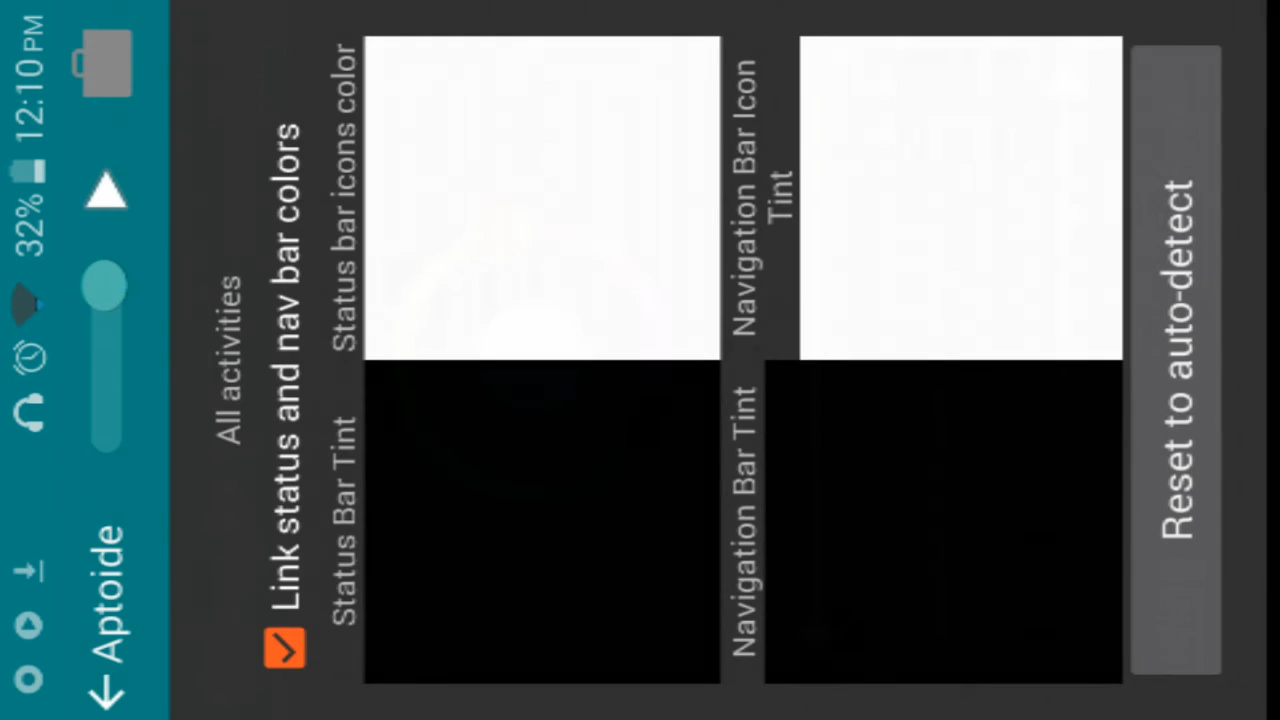 32% 12:10 PM
Aptoide
All activities
Link status and nav bar colors
Status Bar Tint
Status bar icons color
Navigation Bar Tint
Navigation Bar Icon
Tint
Reset to auto-detect